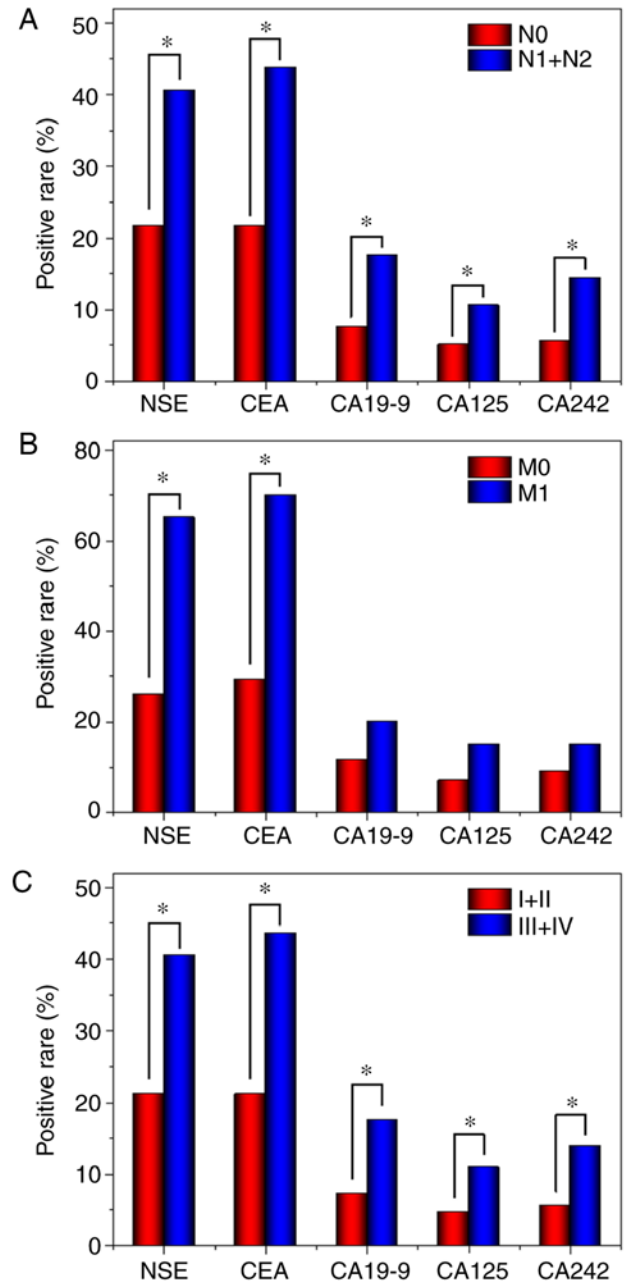 A
N0
N1+N2
Positive rare (%)
50
40
30
20
10
0
* * * * *
NSE CEA CA19-9 CA125 CA242
B
M0
M1
Positive rare (%)
80
60
40
20
0
* *
NSE CEA CA19-9 CA125 CA242
C
I+II
III+IV
Positive rare (%)
50
40
30
20
10
0
* * * * *
NSE CEA CA19-9 CA125 CA242